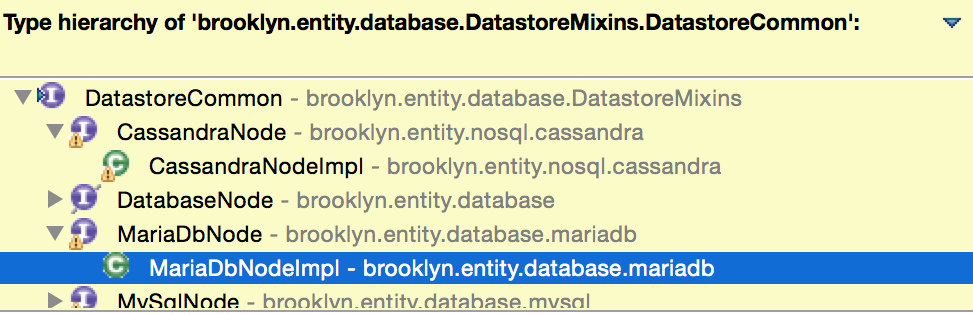 Type hierarchy of 'brooklyn.entity.database.DatastoreMixins.DatastoreCommon':
DatastoreCommon - brooklyn.entity.database.DatastoreMixins
CassandraNode - brooklyn.entity.nosql.cassandra
CassandraNodeImpl - brooklyn.entity.nosql.cassandra
DatabaseNode - brooklyn.entity.database
MariaDbNode - brooklyn.entity.database.mariadb
MariaDbNodeImpl - brooklyn.entity.database.mariadb
MySqlNode - brooklyn.entity.database.mysql